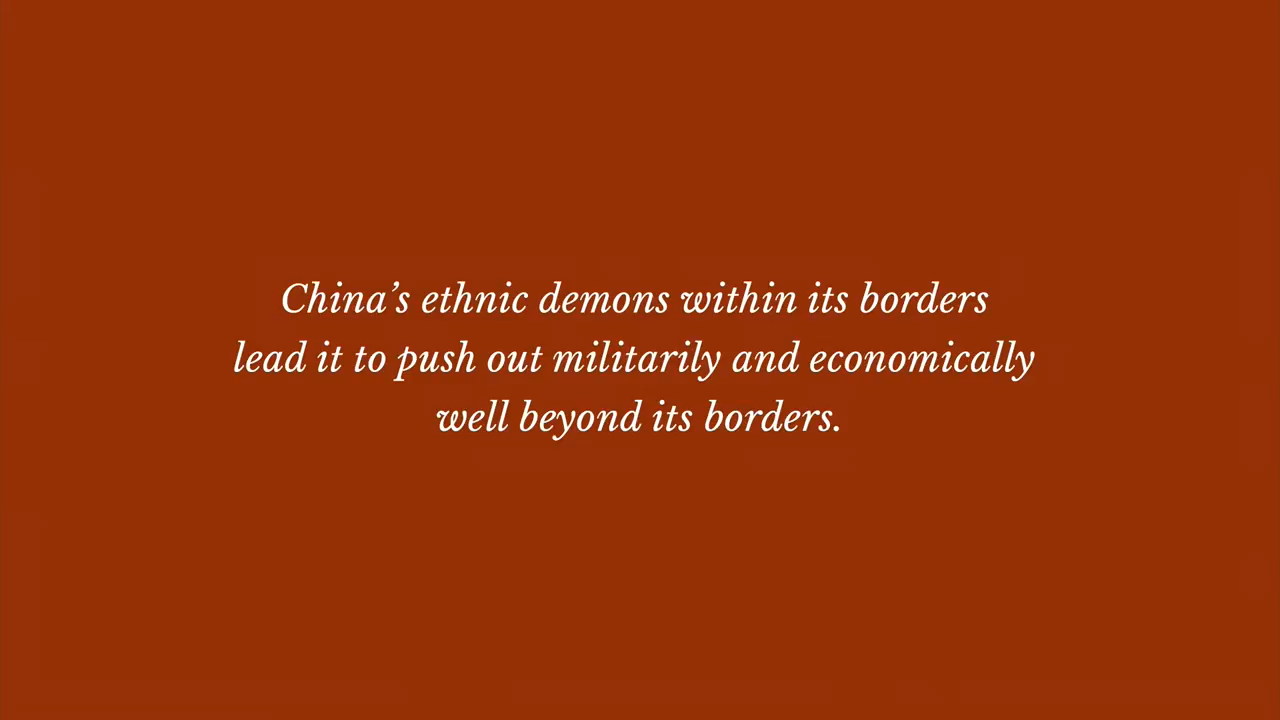 China’s ethnic demons within its borders
lead it to push out militarily and economically
well beyond its borders.